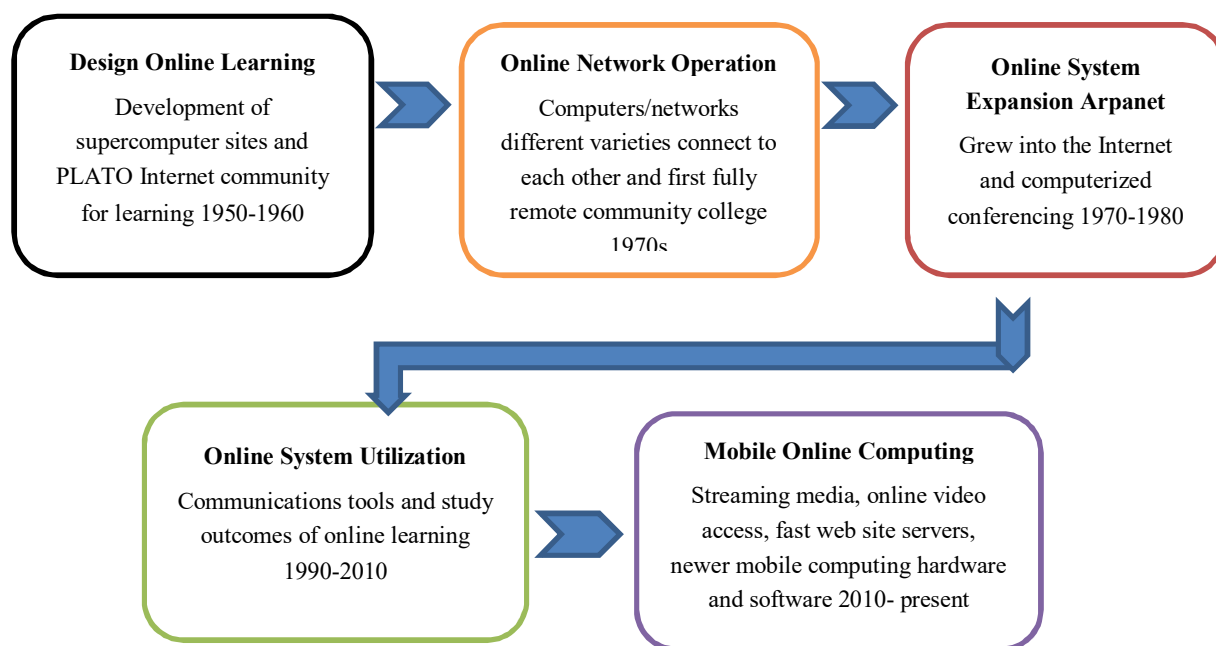 Design Online Learning
Development of
supercomputer sites and
PLATO Internet community
for learning 1950-1960
Online Network Operation
Computers/networks
different varieties connect to
each other and first fully
remote community college
1970s
Online System
Expansion Arpanet
Grew into the Internet
and computerized
conferencing 1970-1980
Online System Utilization
Communications tools and study
outcomes of online learning
1990-2010
Mobile Online Computing
Streaming media, online video
access, fast web site servers,
newer mobile computing hardware
and software 2010- present